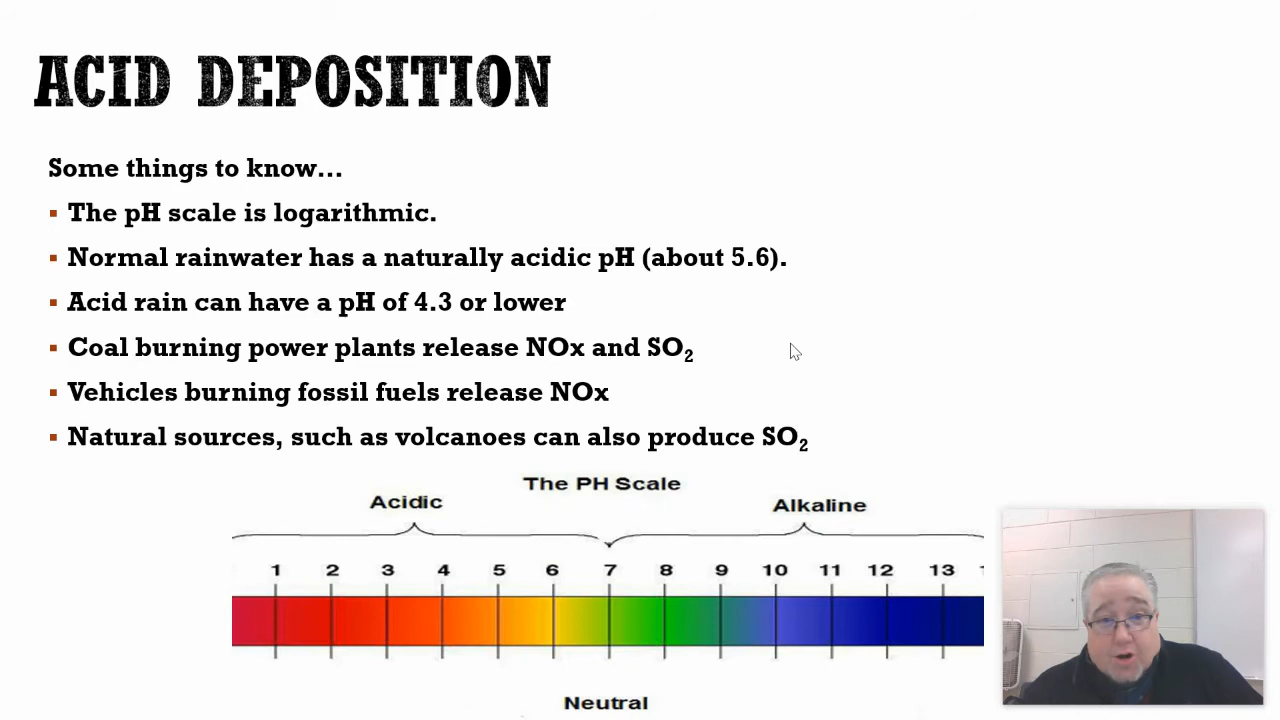 ACID DEPOSITION
Some things to know...
▪ The pH scale is logarithmic.
▪ Normal rainwater has a naturally acidic pH (about 5.6).
▪ Acid rain can have a pH of 4.3 or lower
▪ Coal burning power plants release NOx and SO₂
▪ Vehicles burning fossil fuels release NOx
▪ Natural sources, such as volcanoes can also produce SO₂
The PH Scale
Acidic
Alkaline
1 2 3 4 5 6 7 8 9 10 11 12 13
Neutral